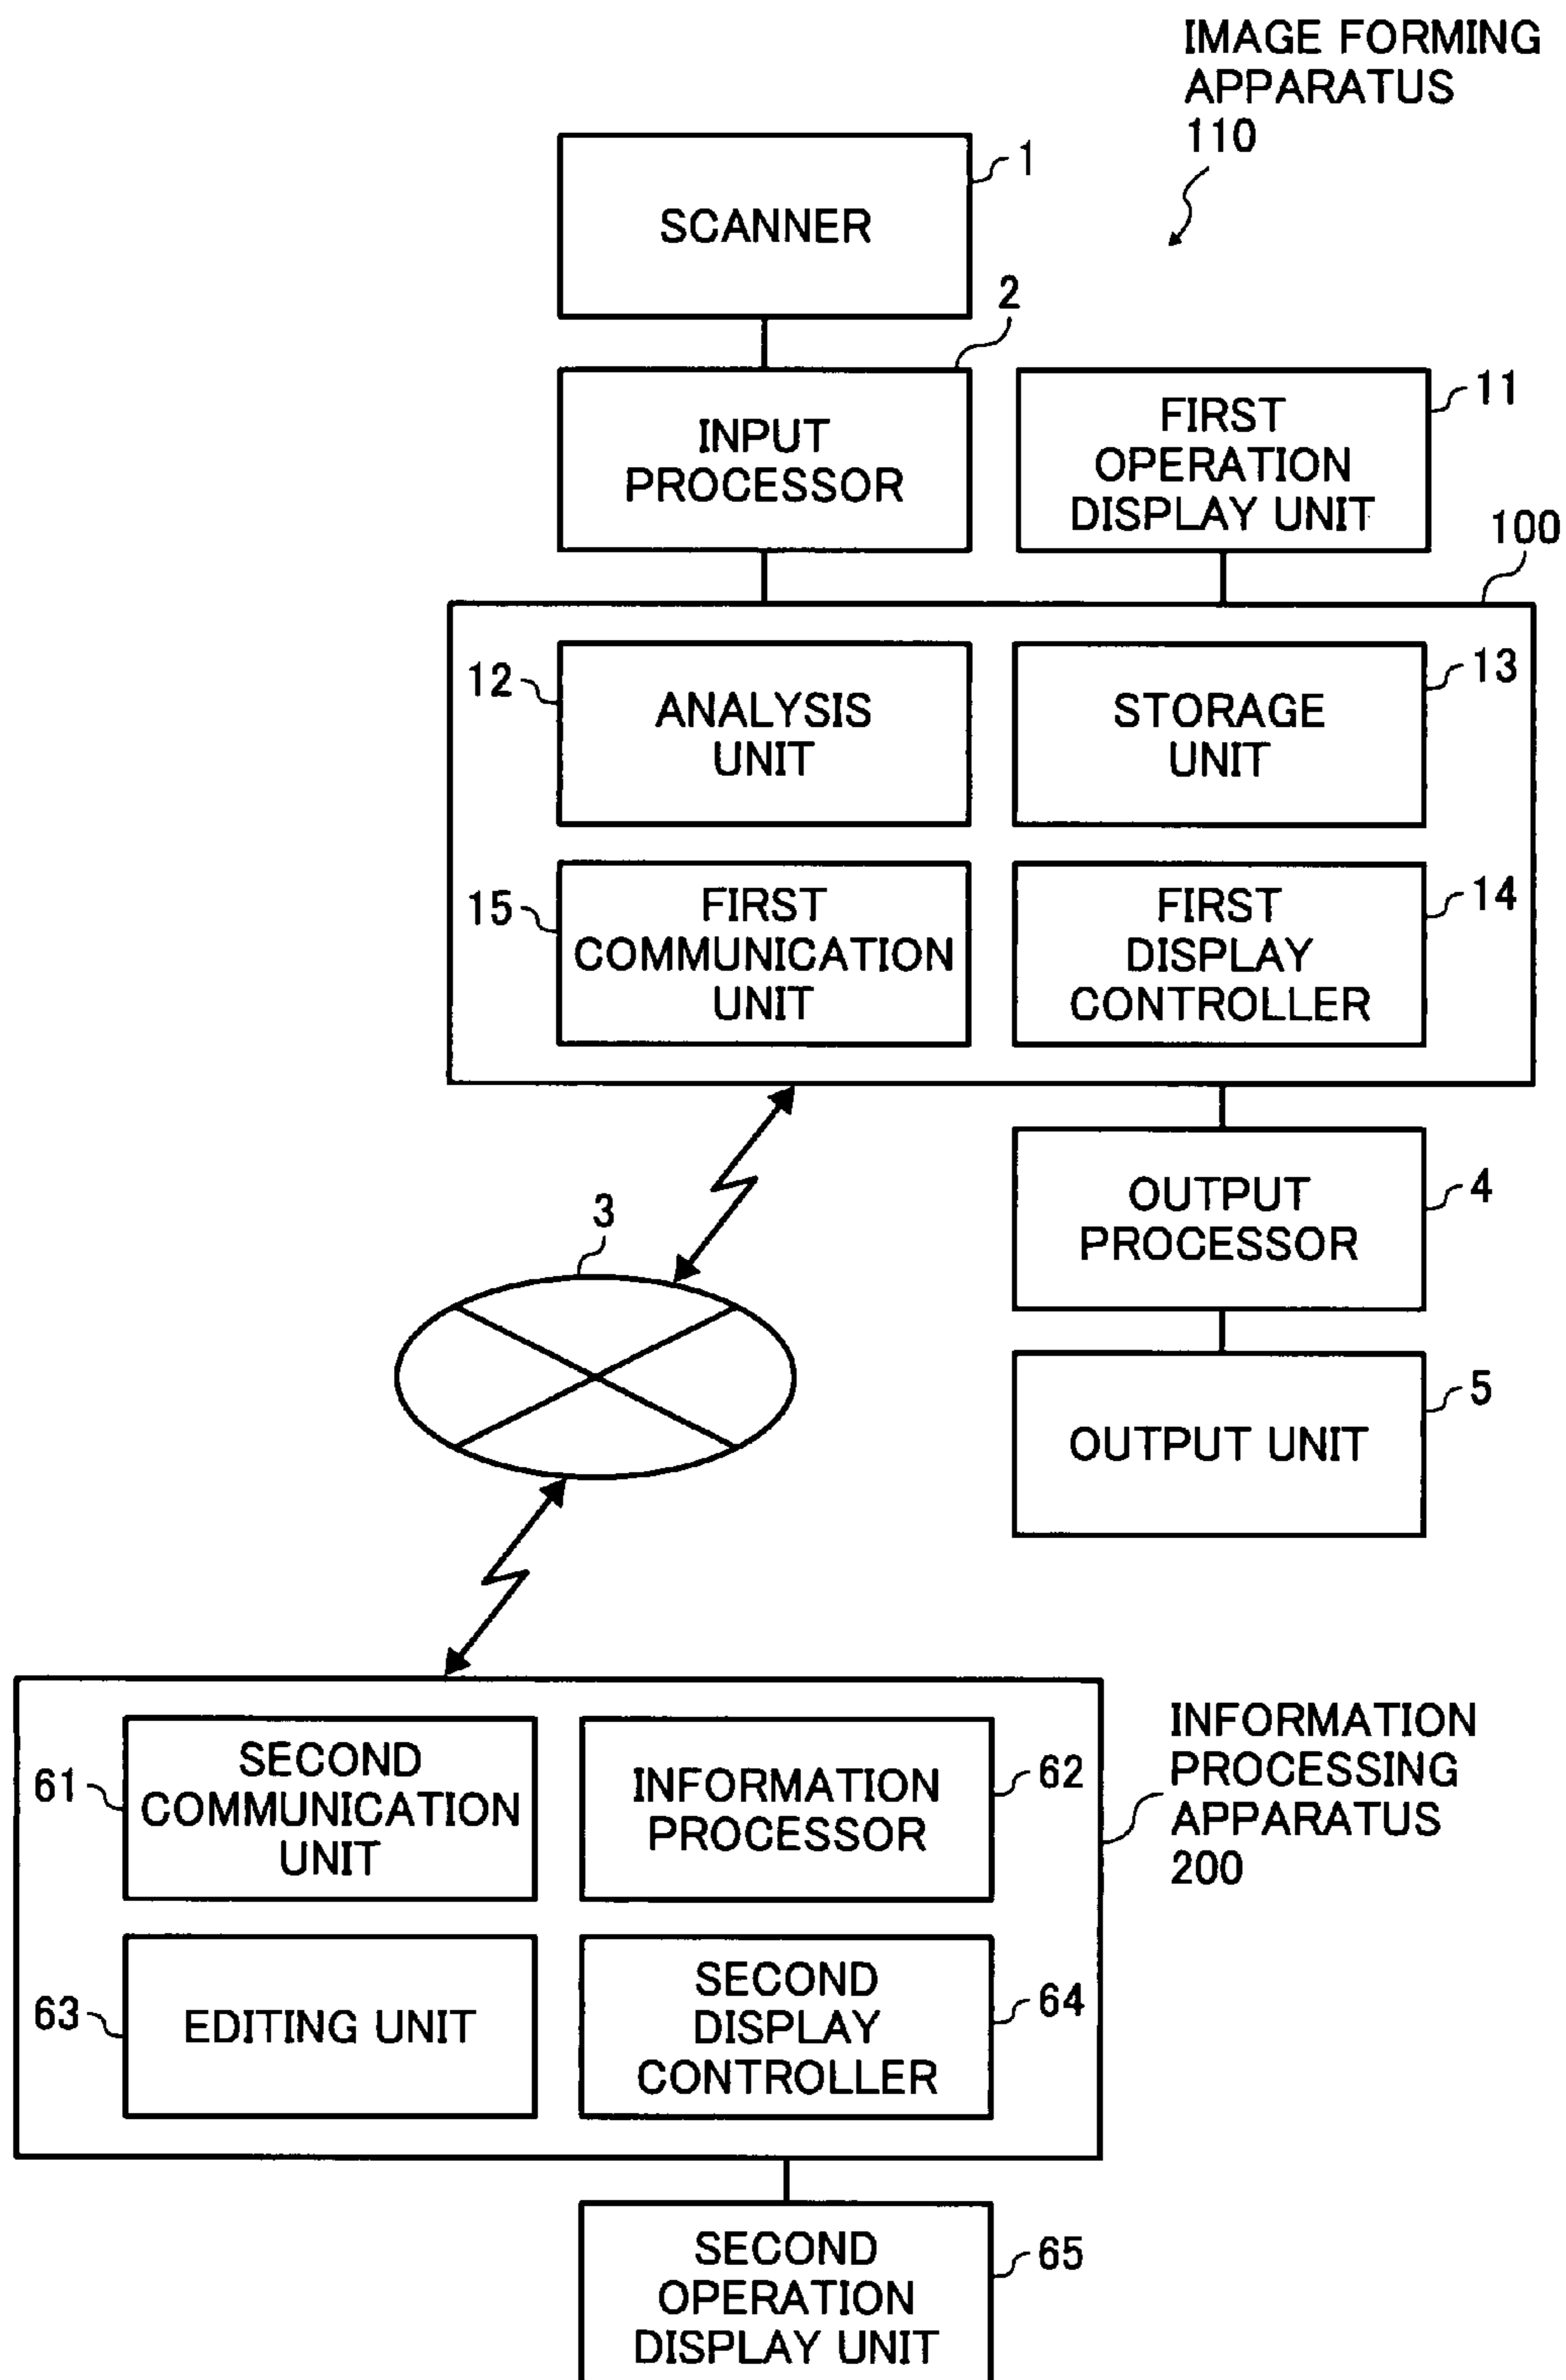 IMAGE FORMING
APPARATUS
110
1
SCANNER
2
INPUT
PROCESSOR
11
FIRST
OPERATION
DISPLAY UNIT
100
12
ANALYSIS
UNIT
13
STORAGE
UNIT
15
FIRST
COMMUNICATION
UNIT
14
FIRST
DISPLAY
CONTROLLER
3
4
OUTPUT
PROCESSOR
5
OUTPUT UNIT
INFORMATION
PROCESSING
APPARATUS
200
61
SECOND
COMMUNICATION
UNIT
62
INFORMATION
PROCESSOR
63
EDITING UNIT
64
SECOND
DISPLAY
CONTROLLER
65
SECOND
OPERATION
DISPLAY UNIT